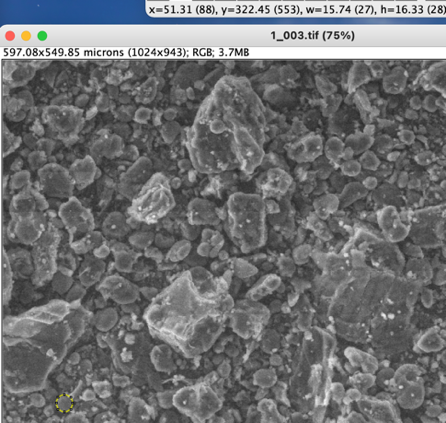 x=51.31 (88), y=322.45 (553), w=15.74 (27), h=16.33 (28)
1_003.tif (75%)
597.08x549.85 microns (1024x943); RGB; 3.7MB